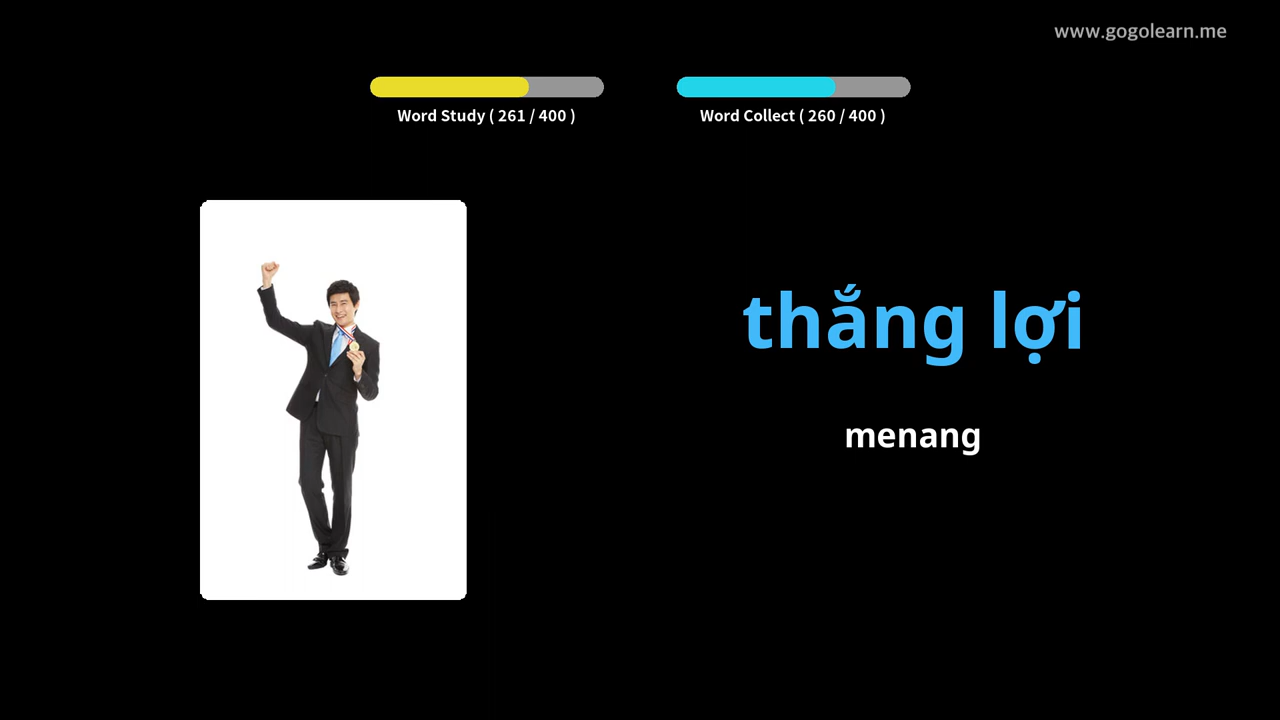 www.gogolearn.me
Word Study ( 261 / 400 )
Word Collect ( 260 / 400 )
thắng lợi
menang